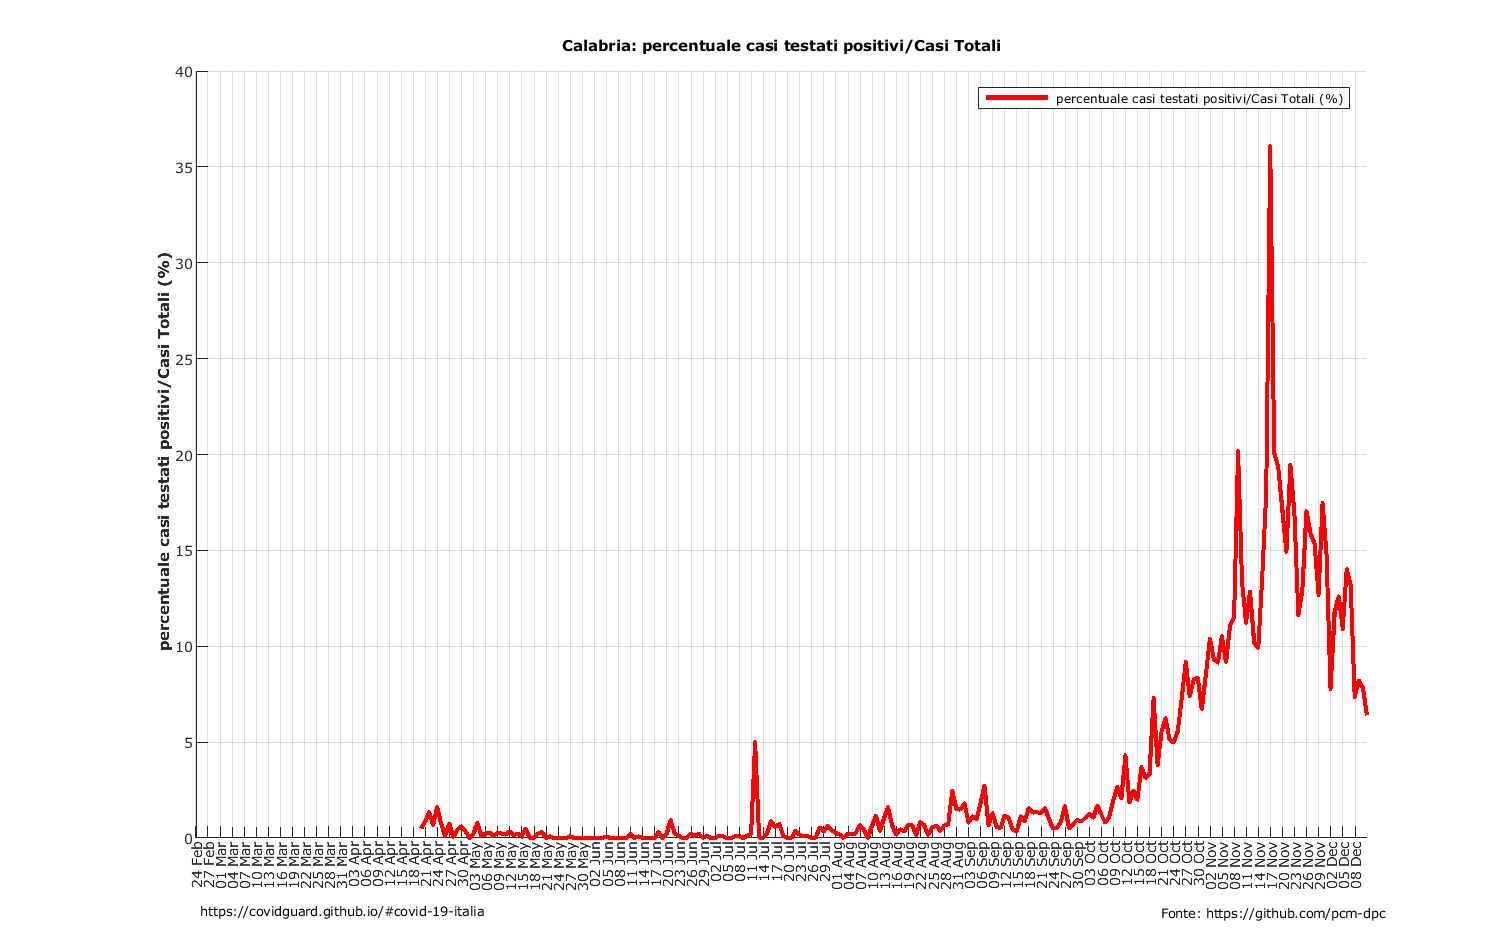 Calabria: percentuale casi testati positivi/Casi Totali
percentuale casi testati positivi/Casi Totali (%)
percentuale casi testati positivi/Casi Totali (%)
40
35
30
25
20
15
10
5
0
24 Feb
27 Feb
01 Mar
04 Mar
07 Mar
10 Mar
13 Mar
16 Mar
19 Mar
22 Mar
25 Mar
28 Mar
31 Mar
03 Apr
06 Apr
09 Apr
12 Apr
15 Apr
18 Apr
21 Apr
24 Apr
27 Apr
30 Apr
03 May
06 May
09 May
12 May
15 May
18 May
21 May
24 May
27 May
30 May
02 Jun
05 Jun
08 Jun
11 Jun
14 Jun
17 Jun
20 Jun
23 Jun
26 Jun
29 Jun
02 Jul
05 Jul
08 Jul
11 Jul
14 Jul
17 Jul
20 Jul
23 Jul
26 Jul
29 Jul
01 Aug
04 Aug
07 Aug
10 Aug
13 Aug
16 Aug
19 Aug
22 Aug
25 Aug
28 Aug
31 Aug
03 Sep
06 Sep
09 Sep
12 Sep
15 Sep
18 Sep
21 Sep
24 Sep
27 Sep
30 Sep
03 Oct
06 Oct
09 Oct
12 Oct
15 Oct
18 Oct
21 Oct
24 Oct
27 Oct
30 Oct
02 Nov
05 Nov
08 Nov
11 Nov
14 Nov
17 Nov
20 Nov
23 Nov
26 Nov
29 Nov
02 Dec
05 Dec
08 Dec
https://covidguard.github.io/#covid-19-italia
Fonte: https://github.com/pcm-dpc